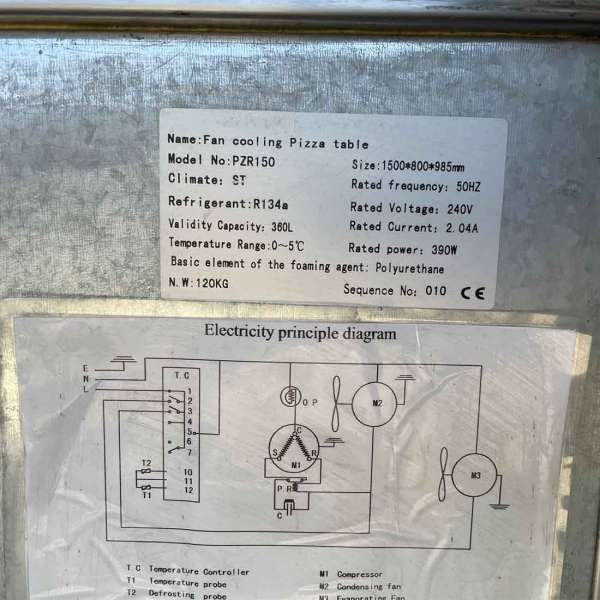 Name:Fan cooling Pizza table
Model No:PZR150 Size:1500*800*985mm
Climate: ST Rated frequency: 50HZ
Refrigerant:R134a Rated Voltage: 240V
Validity Capacity: 360L Rated Current: 2.04A
Temperature Range:0~5℃ Rated power: 390W
Basic element of the foaming agent: Polyurethane
N.W:120KG Sequence No: 010 CE
Electricity principle diagram
E
N
L
T.C
1
2
3
4
5
6
7
10
11
12
T2
T1
O.P
C
S
R
M1
P.R
C
M2
M3
T C Temperature Controller M1 Compressor
T1 Temperature probe M2 Condensing fan
T2 Defrosting probe M3 Evaporating Fan